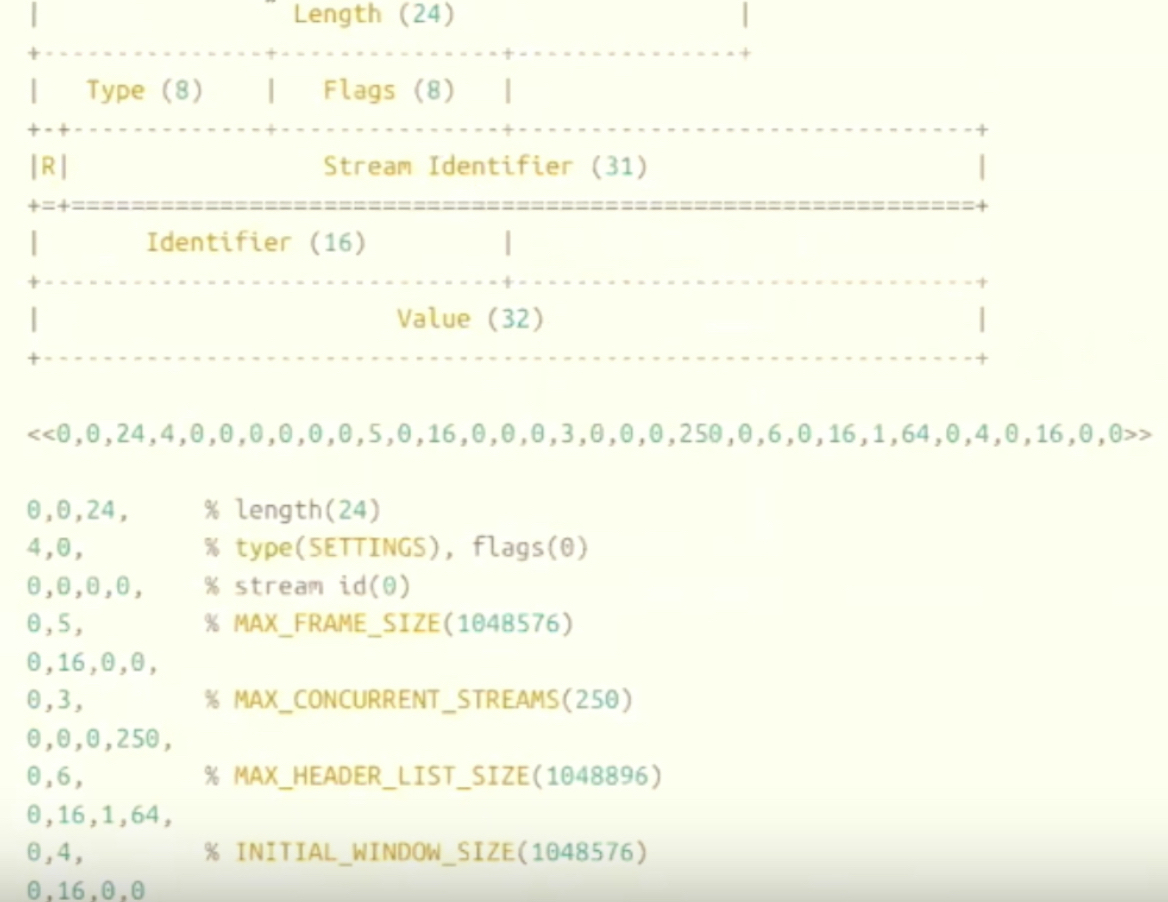 |                Length (24)                    |
+---------------+---------------+---------------+
|   Type (8)    |   Flags (8)   |
+-+-------------+---------------+-------------------------------+
|R|                 Stream Identifier (31)                      |
+=+=============================================================+
|       Identifier (16)         |
+-------------------------------+-------------------------------+
|                        Value (32)                             |
+---------------------------------------------------------------+
<<0,0,24,4,0,0,0,0,0,0,5,0,16,0,0,0,3,0,0,0,250,0,6,0,16,1,64,0,4,0,16,0,0>>
0,0,24,     % length(24)
4,0,        % type(SETTINGS), flags(0)
0,0,0,0,    % stream id(0)
0,5,        % MAX_FRAME_SIZE(1048576)
0,16,0,0,
0,3,        % MAX_CONCURRENT_STREAMS(250)
0,0,0,250,
0,6,        % MAX_HEADER_LIST_SIZE(1048896)
0,16,1,64,
0,4,        % INITIAL_WINDOW_SIZE(1048576)
0,16,0,0